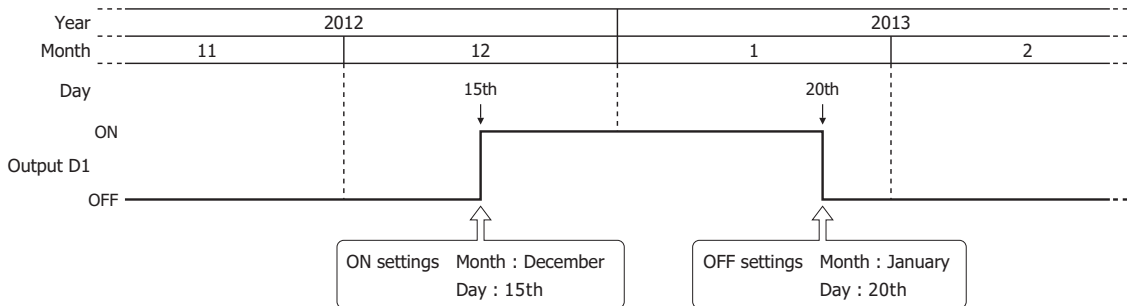 Year 2012 2013
Month 11 12 1 2
Day 15th 20th
ON
Output D1
OFF
ON settings Month : December
Day : 15th
OFF settings Month : January
Day : 20th